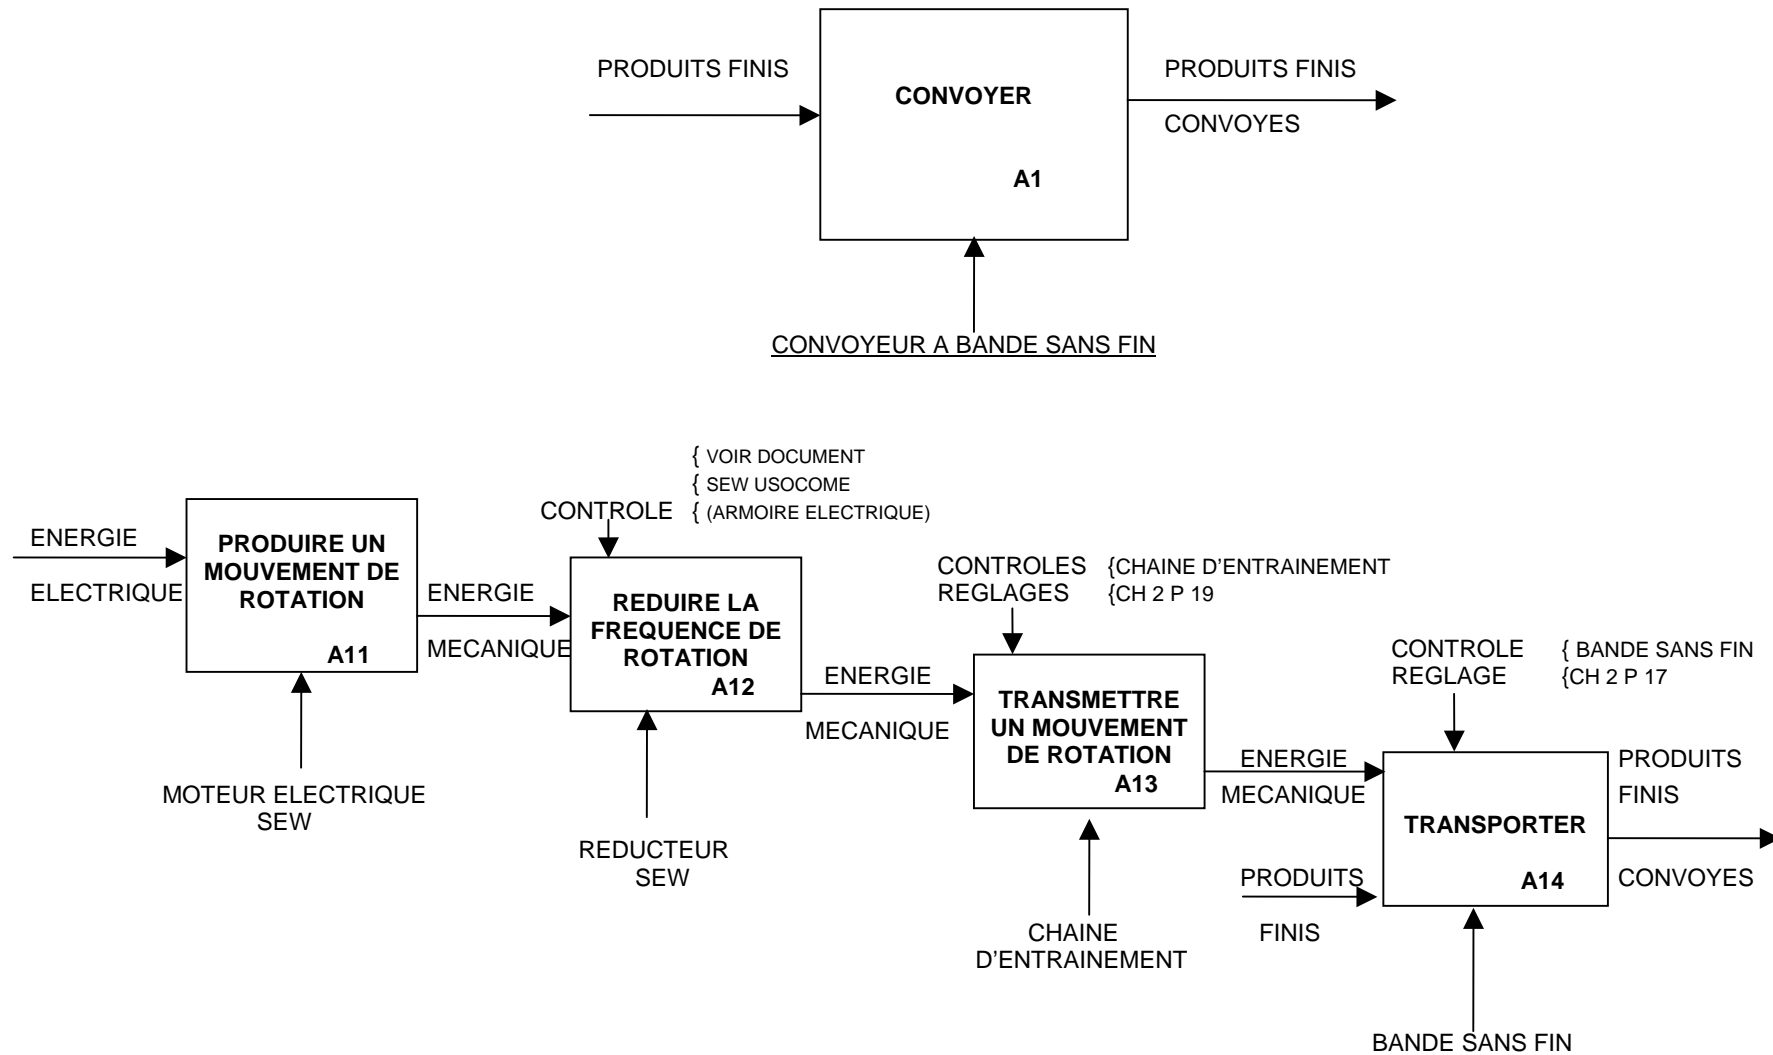 PRODUITS FINIS
CONVOYER
A1
PRODUITS FINIS
CONVOYES
CONVOYEUR A BANDE SANS FIN
ENERGIE
ELECTRIQUE
PRODUIRE UN
MOUVEMENT DE
ROTATION
A11
MOTEUR ELECTRIQUE
SEW
ENERGIE
MECANIQUE
CONTROLE
{ VOIR DOCUMENT
{ SEW USOCOME
{ (ARMOIRE ELECTRIQUE)
REDUIRE LA
FREQUENCE DE
ROTATION
A12
REDUCTEUR
SEW
ENERGIE
MECANIQUE
CONTROLES
REGLAGES
{CHAINE D'ENTRAINEMENT
{CH 2 P 19
TRANSMETTRE
UN MOUVEMENT
DE ROTATION
A13
CHAINE
D'ENTRAINEMENT
ENERGIE
MECANIQUE
PRODUITS
FINIS
CONTROLE
REGLAGE
{ BANDE SANS FIN
{CH 2 P 17
TRANSPORTER
A14
BANDE SANS FIN
PRODUITS
FINIS
CONVOYES